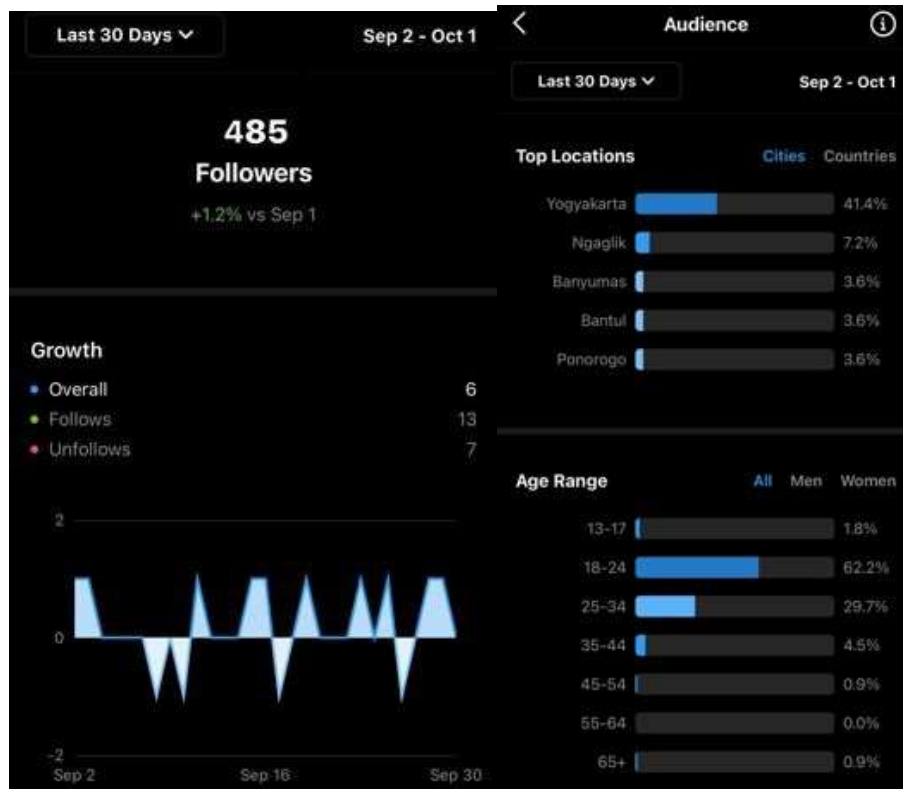 Last 30 Days
Sep 2 - Oct 1
485
Followers
+1.2% vs Sep 1
Growth
Overall 6
Follows 13
Unfollows 7
2
0
-2
Sep 2 Sep 16 Sep 30
Audience
Last 30 Days
Sep 2 - Oct 1
Top Locations Cities Countries
Yogyakarta 41.4%
Ngaglik 7.2%
Banyumas 3.6%
Bantul 3.6%
Ponorogo 3.6%
Age Range All Men Women
13-17 1.8%
18-24 62.2%
25-34 29.7%
35-44 4.5%
45-54 0.9%
55-64 0.0%
65+ 0.9%